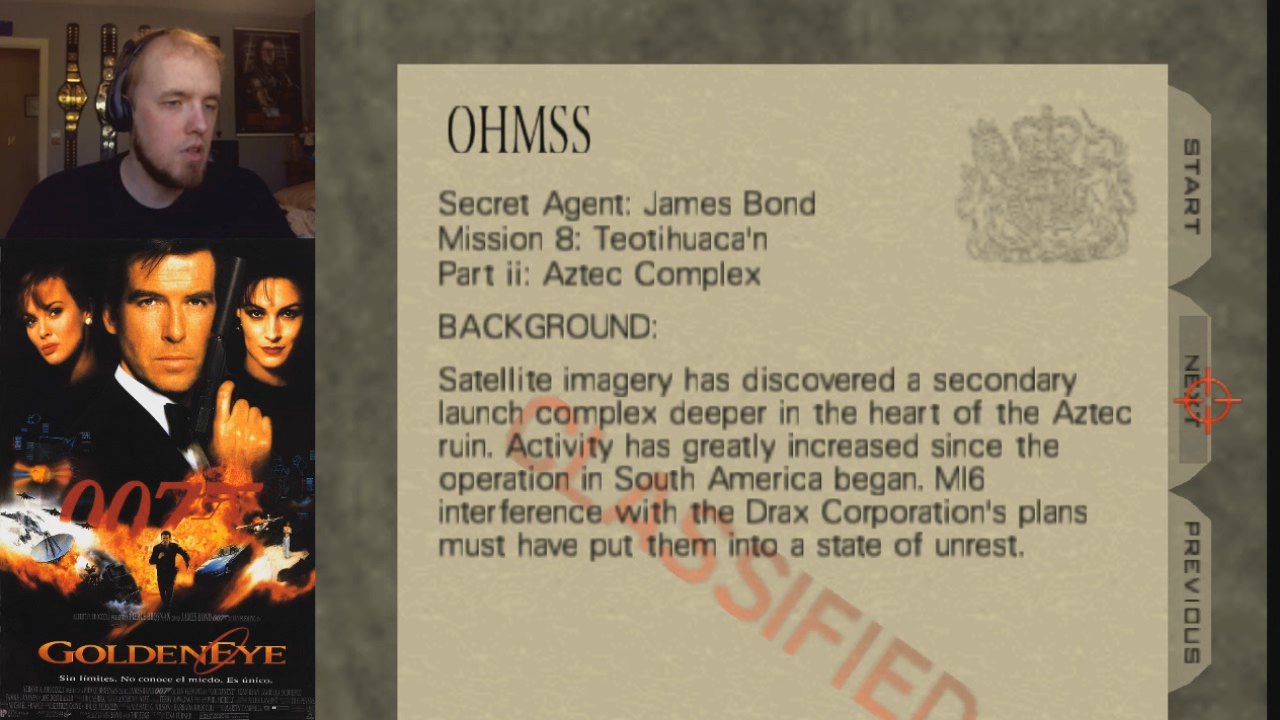 OHMSS
Secret Agent: James Bond
Mission 8: Teotihuaca'n
Part ii: Aztec Complex
BACKGROUND:
Satellite imagery has discovered a secondary
launch complex deeper in the heart of the Aztec
ruin. Activity has greatly increased since the
operation in South America began. MI6
interference with the Drax Corporation's plans
must have put them into a state of unrest.
CLASSIFIED
START
NEXT
PREVIOUS
007
GOLDENEYE
Sin límites. No conoce el miedo. Es único.